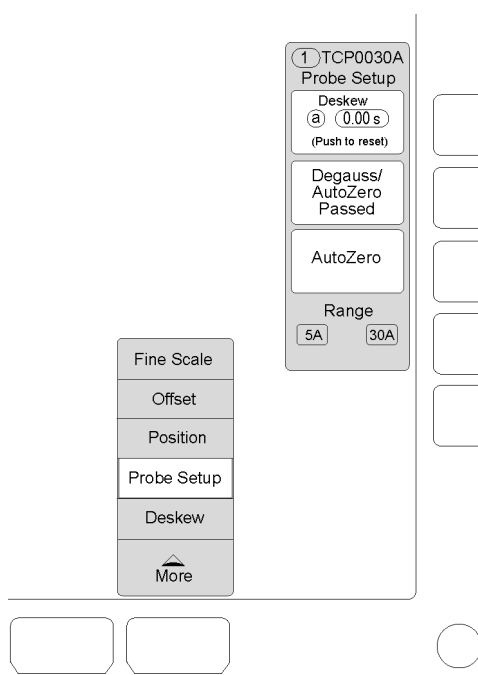 1 TCP0030A
Probe Setup
Deskew
a 0.00 s
(Push to reset)
Degauss/
AutoZero
Passed
AutoZero
Range
5A 30A
Fine Scale
Offset
Position
Probe Setup
Deskew
More